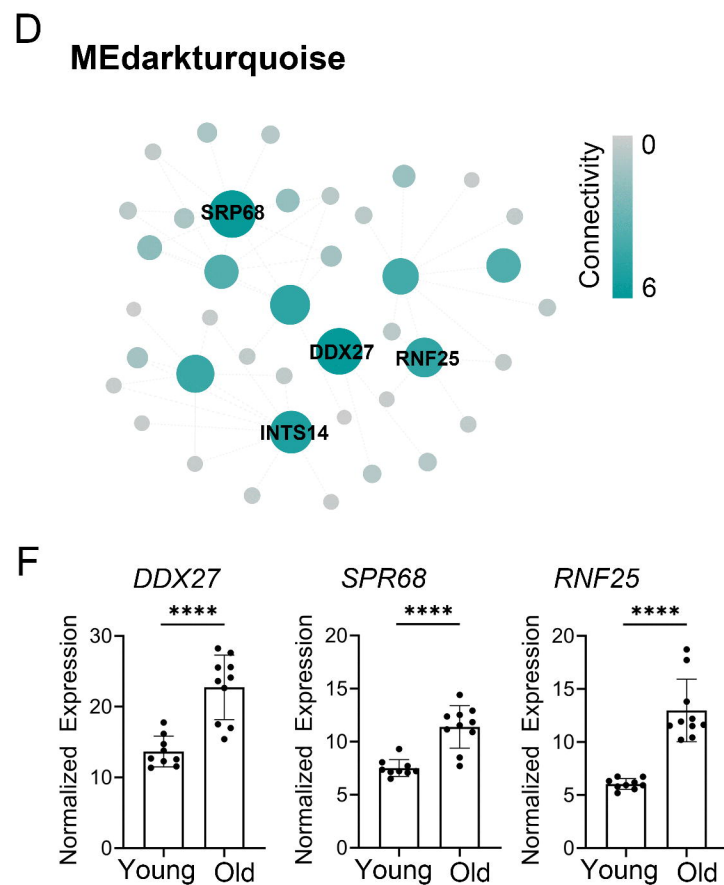 D
MEdarkturquoise
SRP68
DDX27
RNF25
INTS14
Connectivity
0
6
F
DDX27
****
Normalized Expression
30
20
10
0
Young
Old
SPR68
****
Normalized Expression
20
15
10
5
0
Young
Old
RNF25
****
Normalized Expression
20
15
10
5
0
Young
Old